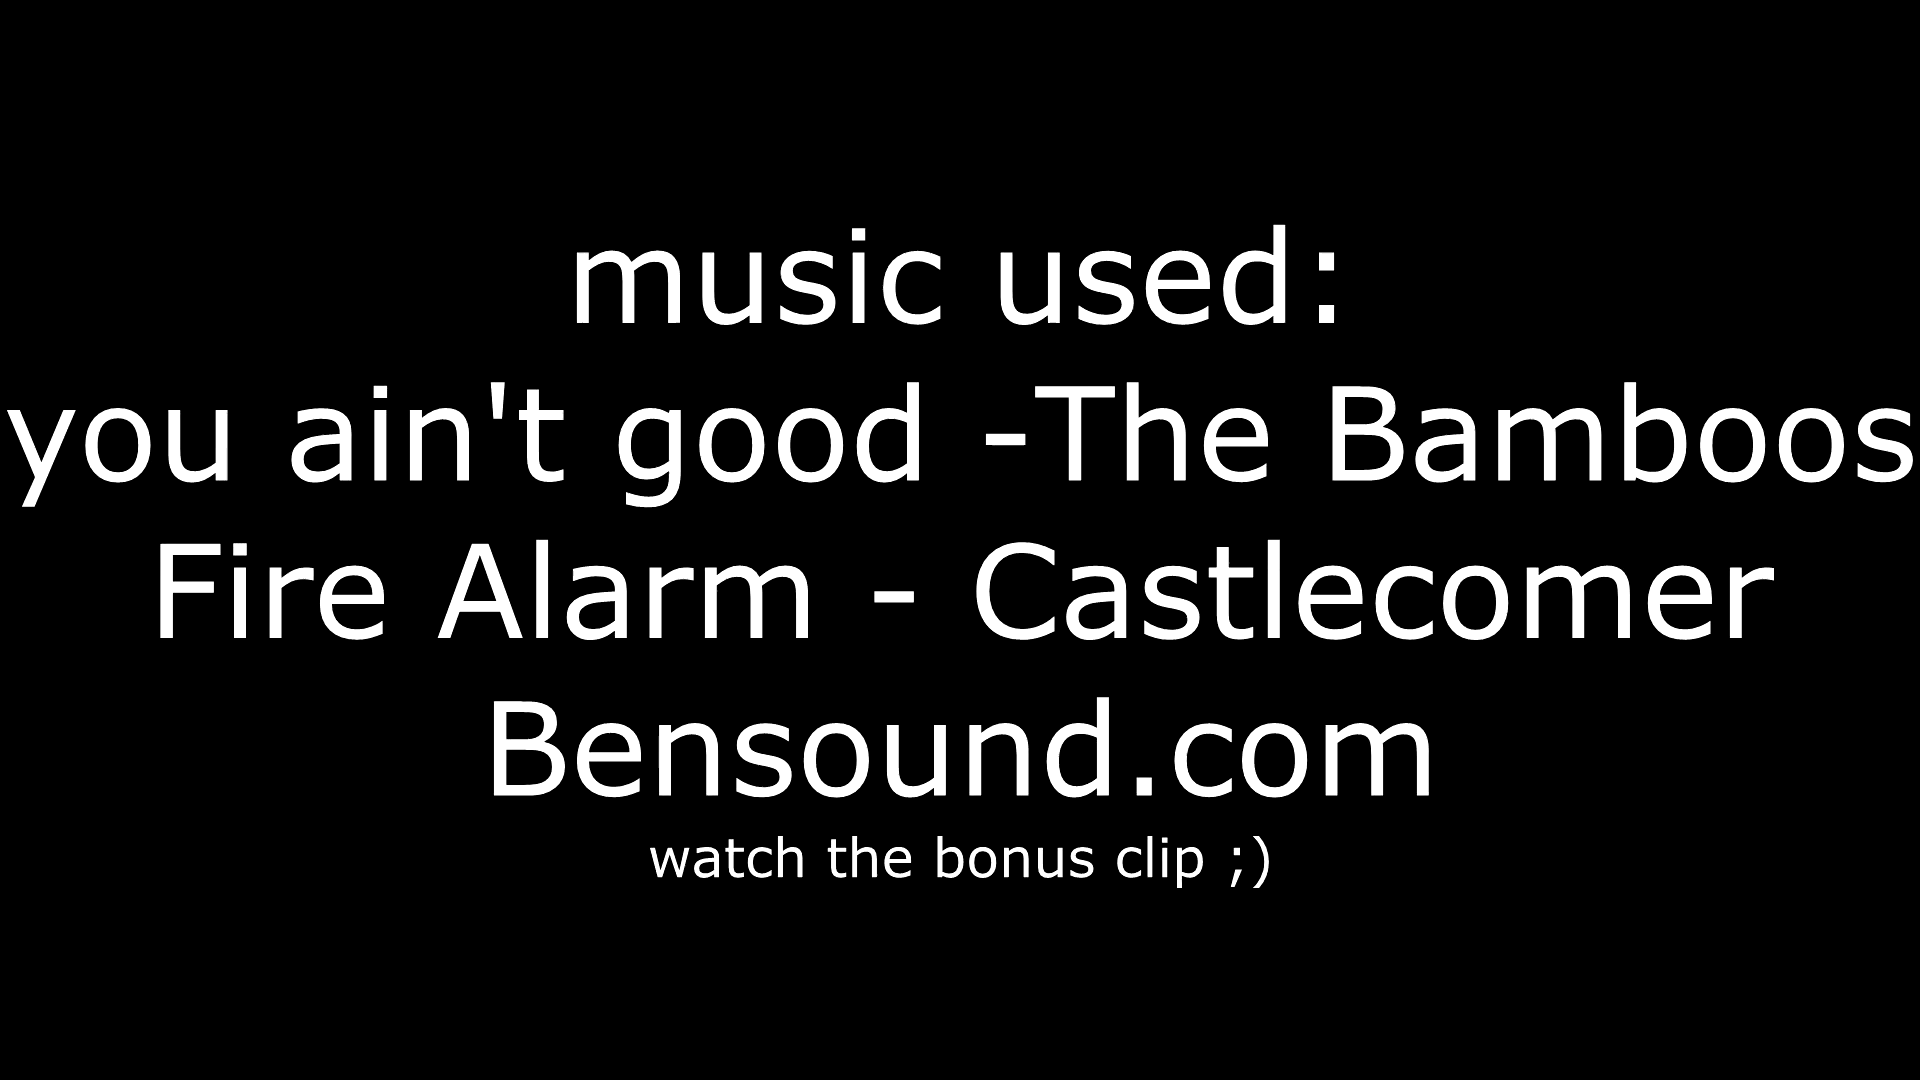 music used:
you ain't good -The Bamboos
Fire Alarm - Castlecomer
Bensound.com
watch the bonus clip ;)